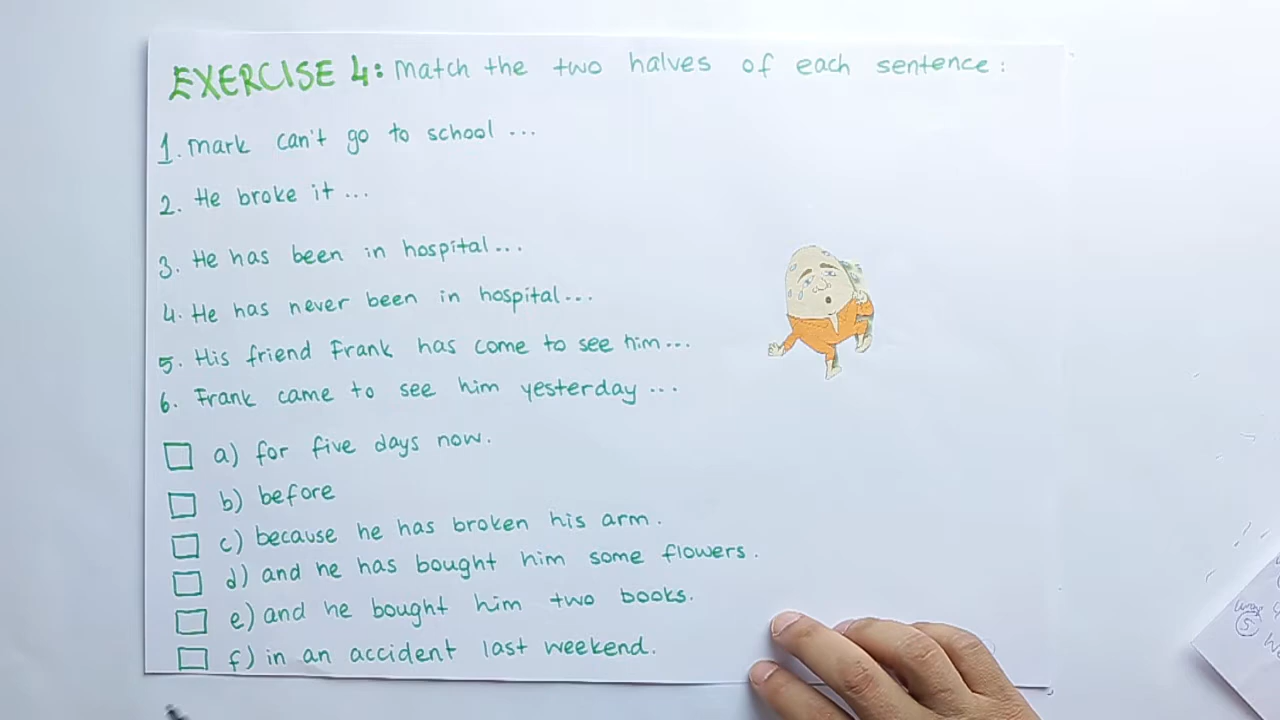 EXERCISE 4: Match the two halves of each sentence:
1. Mark can't go to school ...
2. He broke it ...
3. He has been in hospital...
4. He has never been in hospital...
5. His friend Frank has come to see him...
6. Frank came to see him yesterday ...
a) for five days now.
b) before
c) because he has broken his arm.
d) and he has bought him some flowers.
e) and he bought him two books.
f) in an accident last weekend.
5